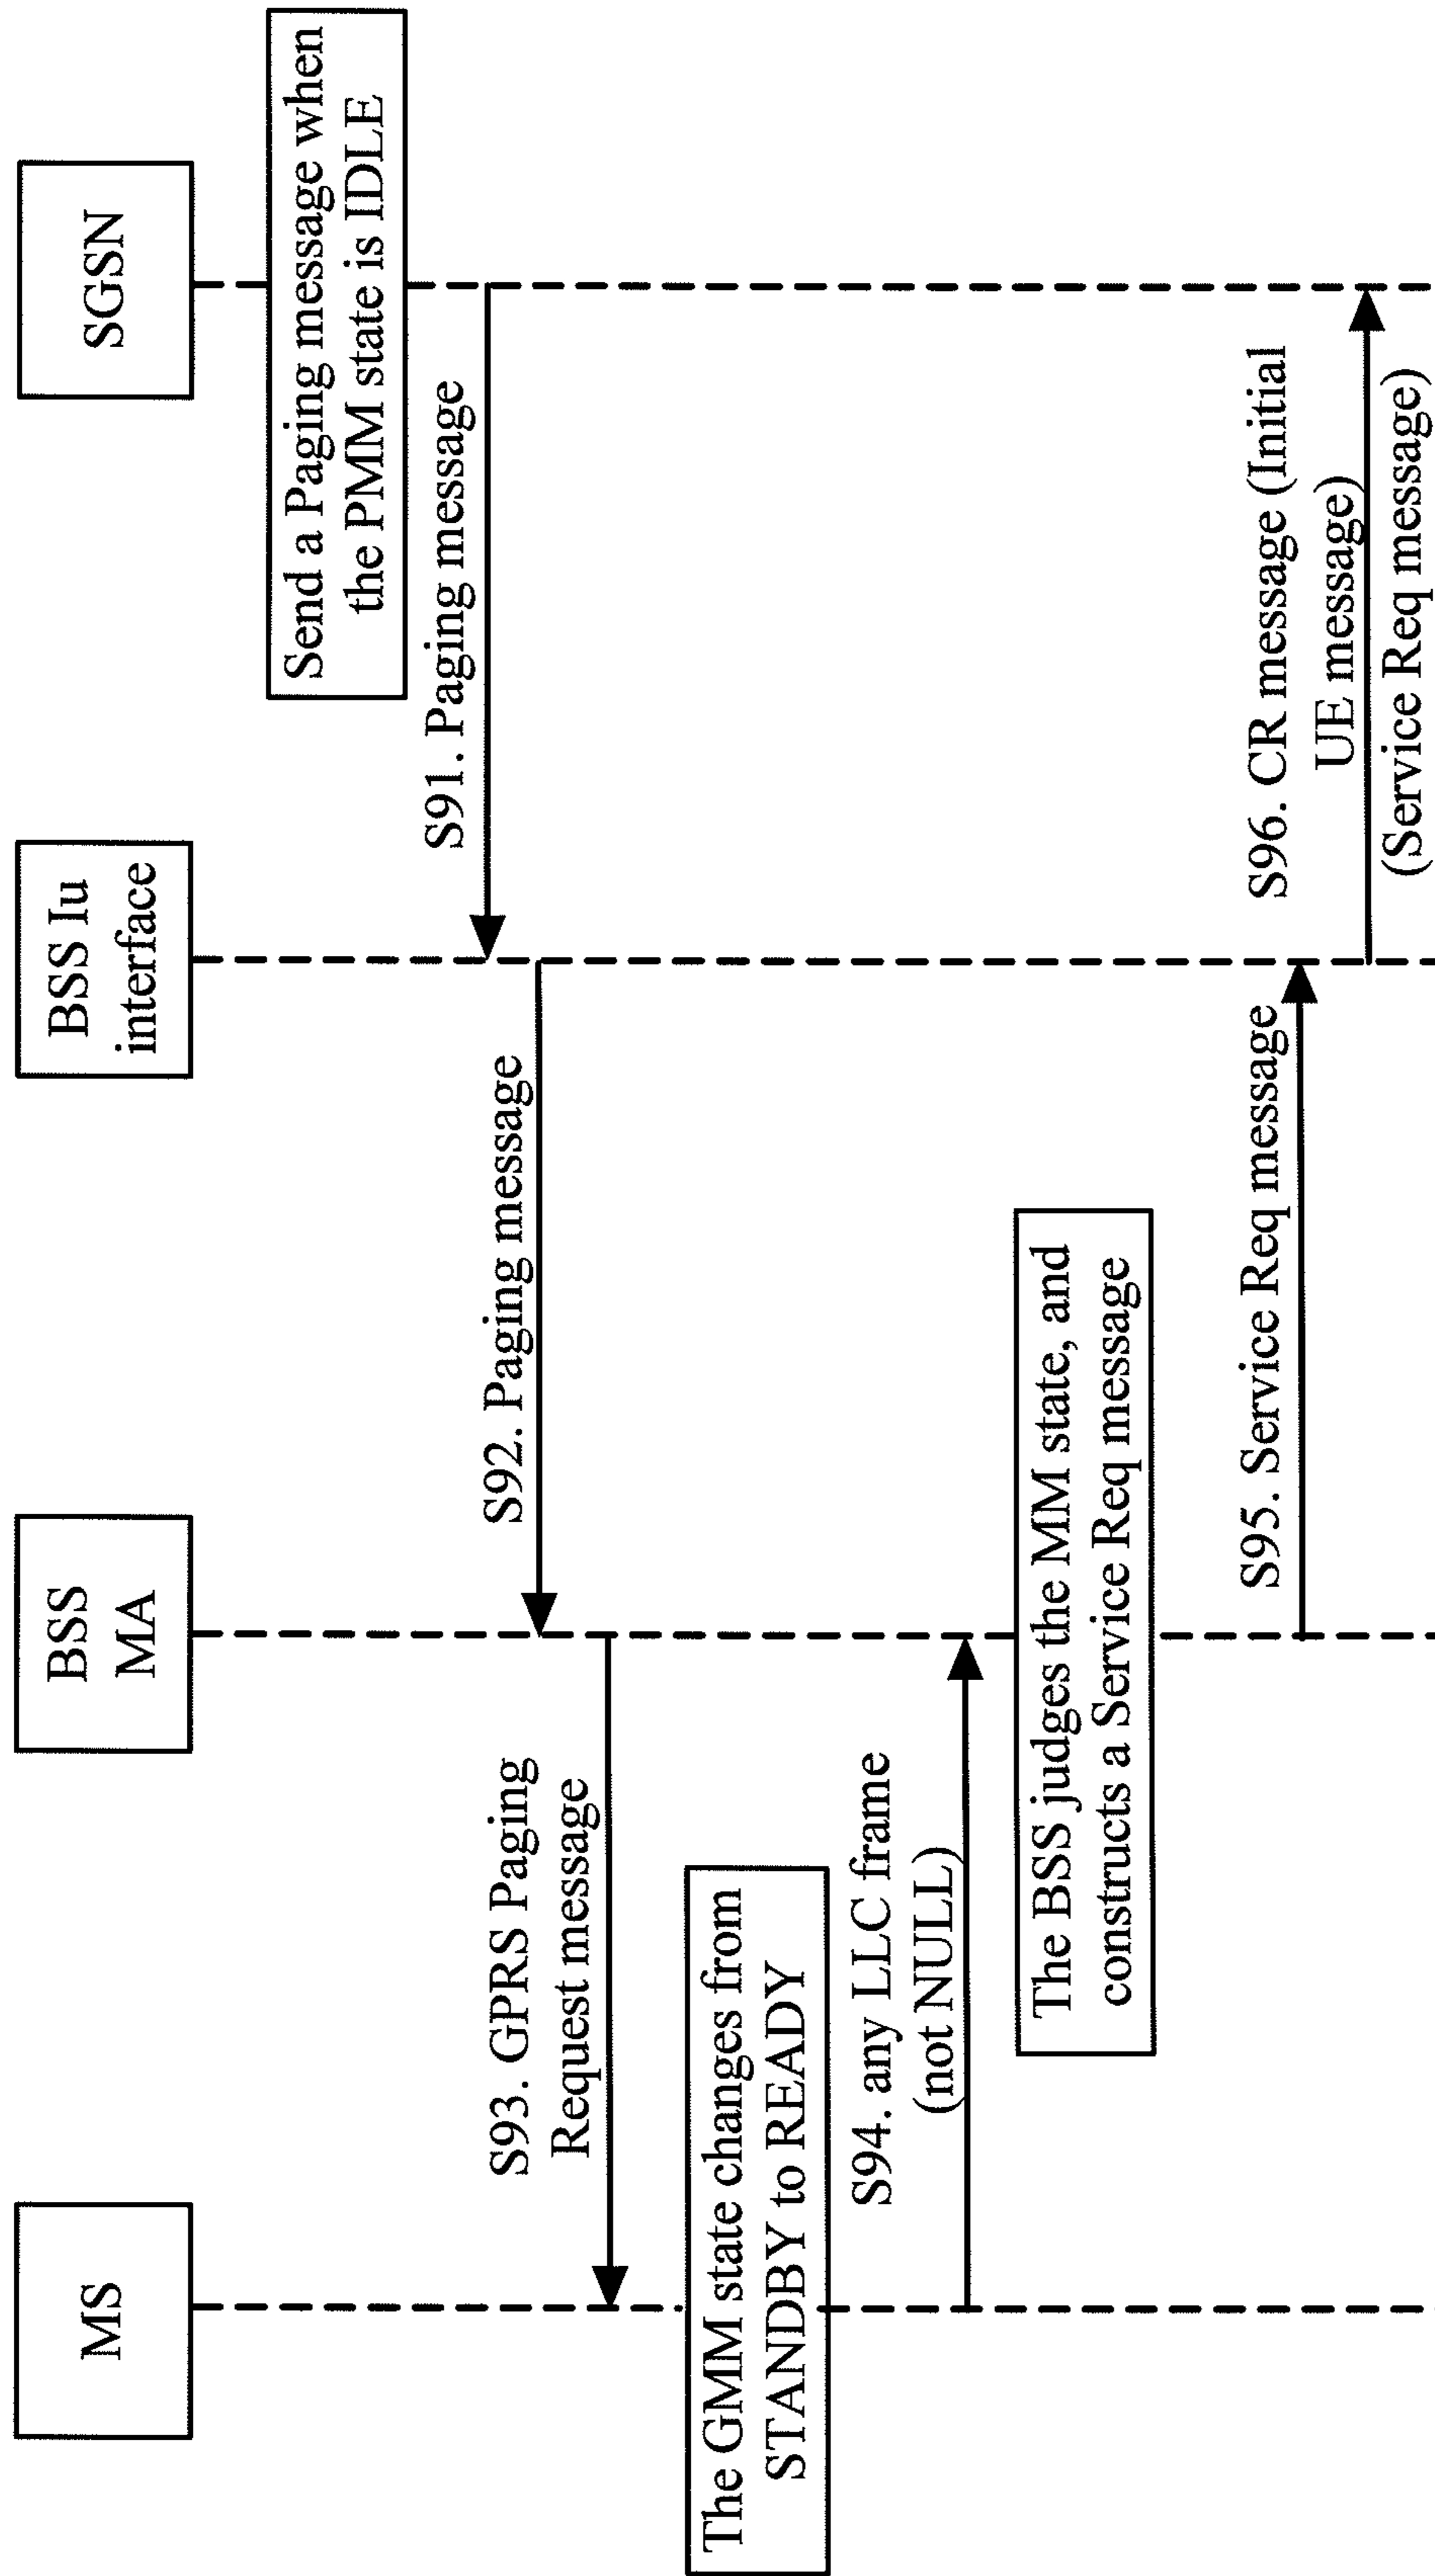 MS
BSS
MA
BSS Iu
interface
SGSN
Send a Paging message when
the PMM state is IDLE
S91. Paging message
S92. Paging message
S93. GPRS Paging
Request message
The GMM state changes from
STANDBY to READY
S94. any LLC frame
(not NULL)
The BSS judges the MM state, and
constructs a Service Req message
S95. Service Req message
S96. CR message (Initial
UE message)
(Service Req message)